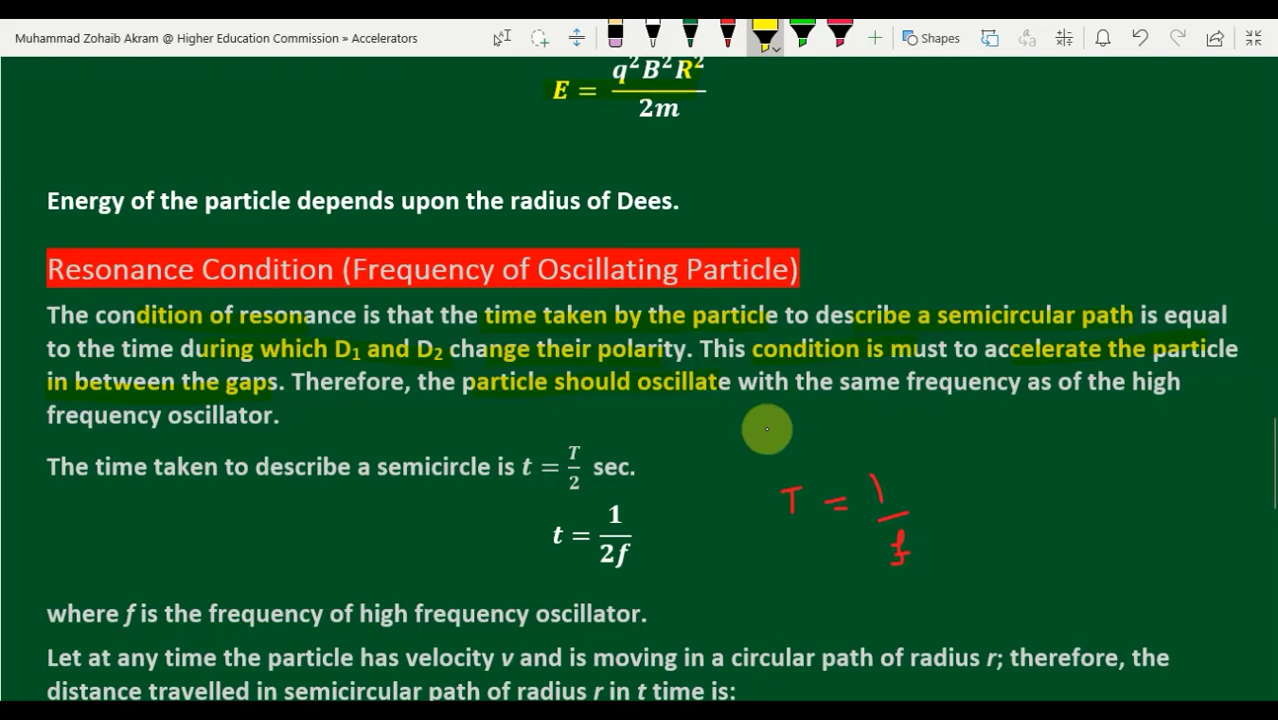 Muhammad Zohaib Akram @ Higher Education Commission » Accelerators
Shapes
E = q²B²R² / 2m
Energy of the particle depends upon the radius of Dees.
Resonance Condition (Frequency of Oscillating Particle)
The condition of resonance is that the time taken by the particle to describe a semicircular path is equal
to the time during which D₁ and D₂ change their polarity. This condition is must to accelerate the particle
in between the gaps. Therefore, the particle should oscillate with the same frequency as of the high
frequency oscillator.
The time taken to describe a semicircle is t = T/2 sec.
t = 1 / 2f
T = 1 / f
where f is the frequency of high frequency oscillator.
Let at any time the particle has velocity v and is moving in a circular path of radius r; therefore, the
distance travelled in semicircular path of radius r in t time is: